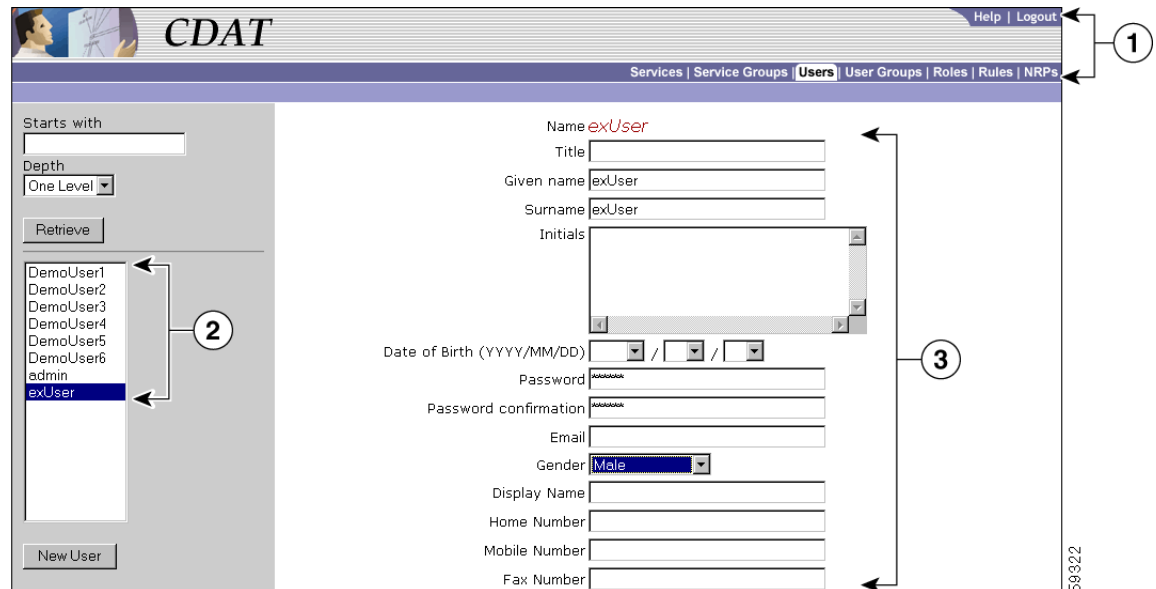 CDAT
Help | Logout
1
Services | Service Groups | Users | User Groups | Roles | Rules | NRPs
Starts with
Depth
One Level
Retrieve
DemoUser1
DemoUser2
DemoUser3
DemoUser4
DemoUser5
DemoUser6
admin
exUser
2
New User
Name exUser
Title
Given name exUser
Surname exUser
Initials
Date of Birth (YYYY/MM/DD) / /
Password ******
Password confirmation ******
Email
Gender Male
Display Name
Home Number
Mobile Number
Fax Number
3
59322